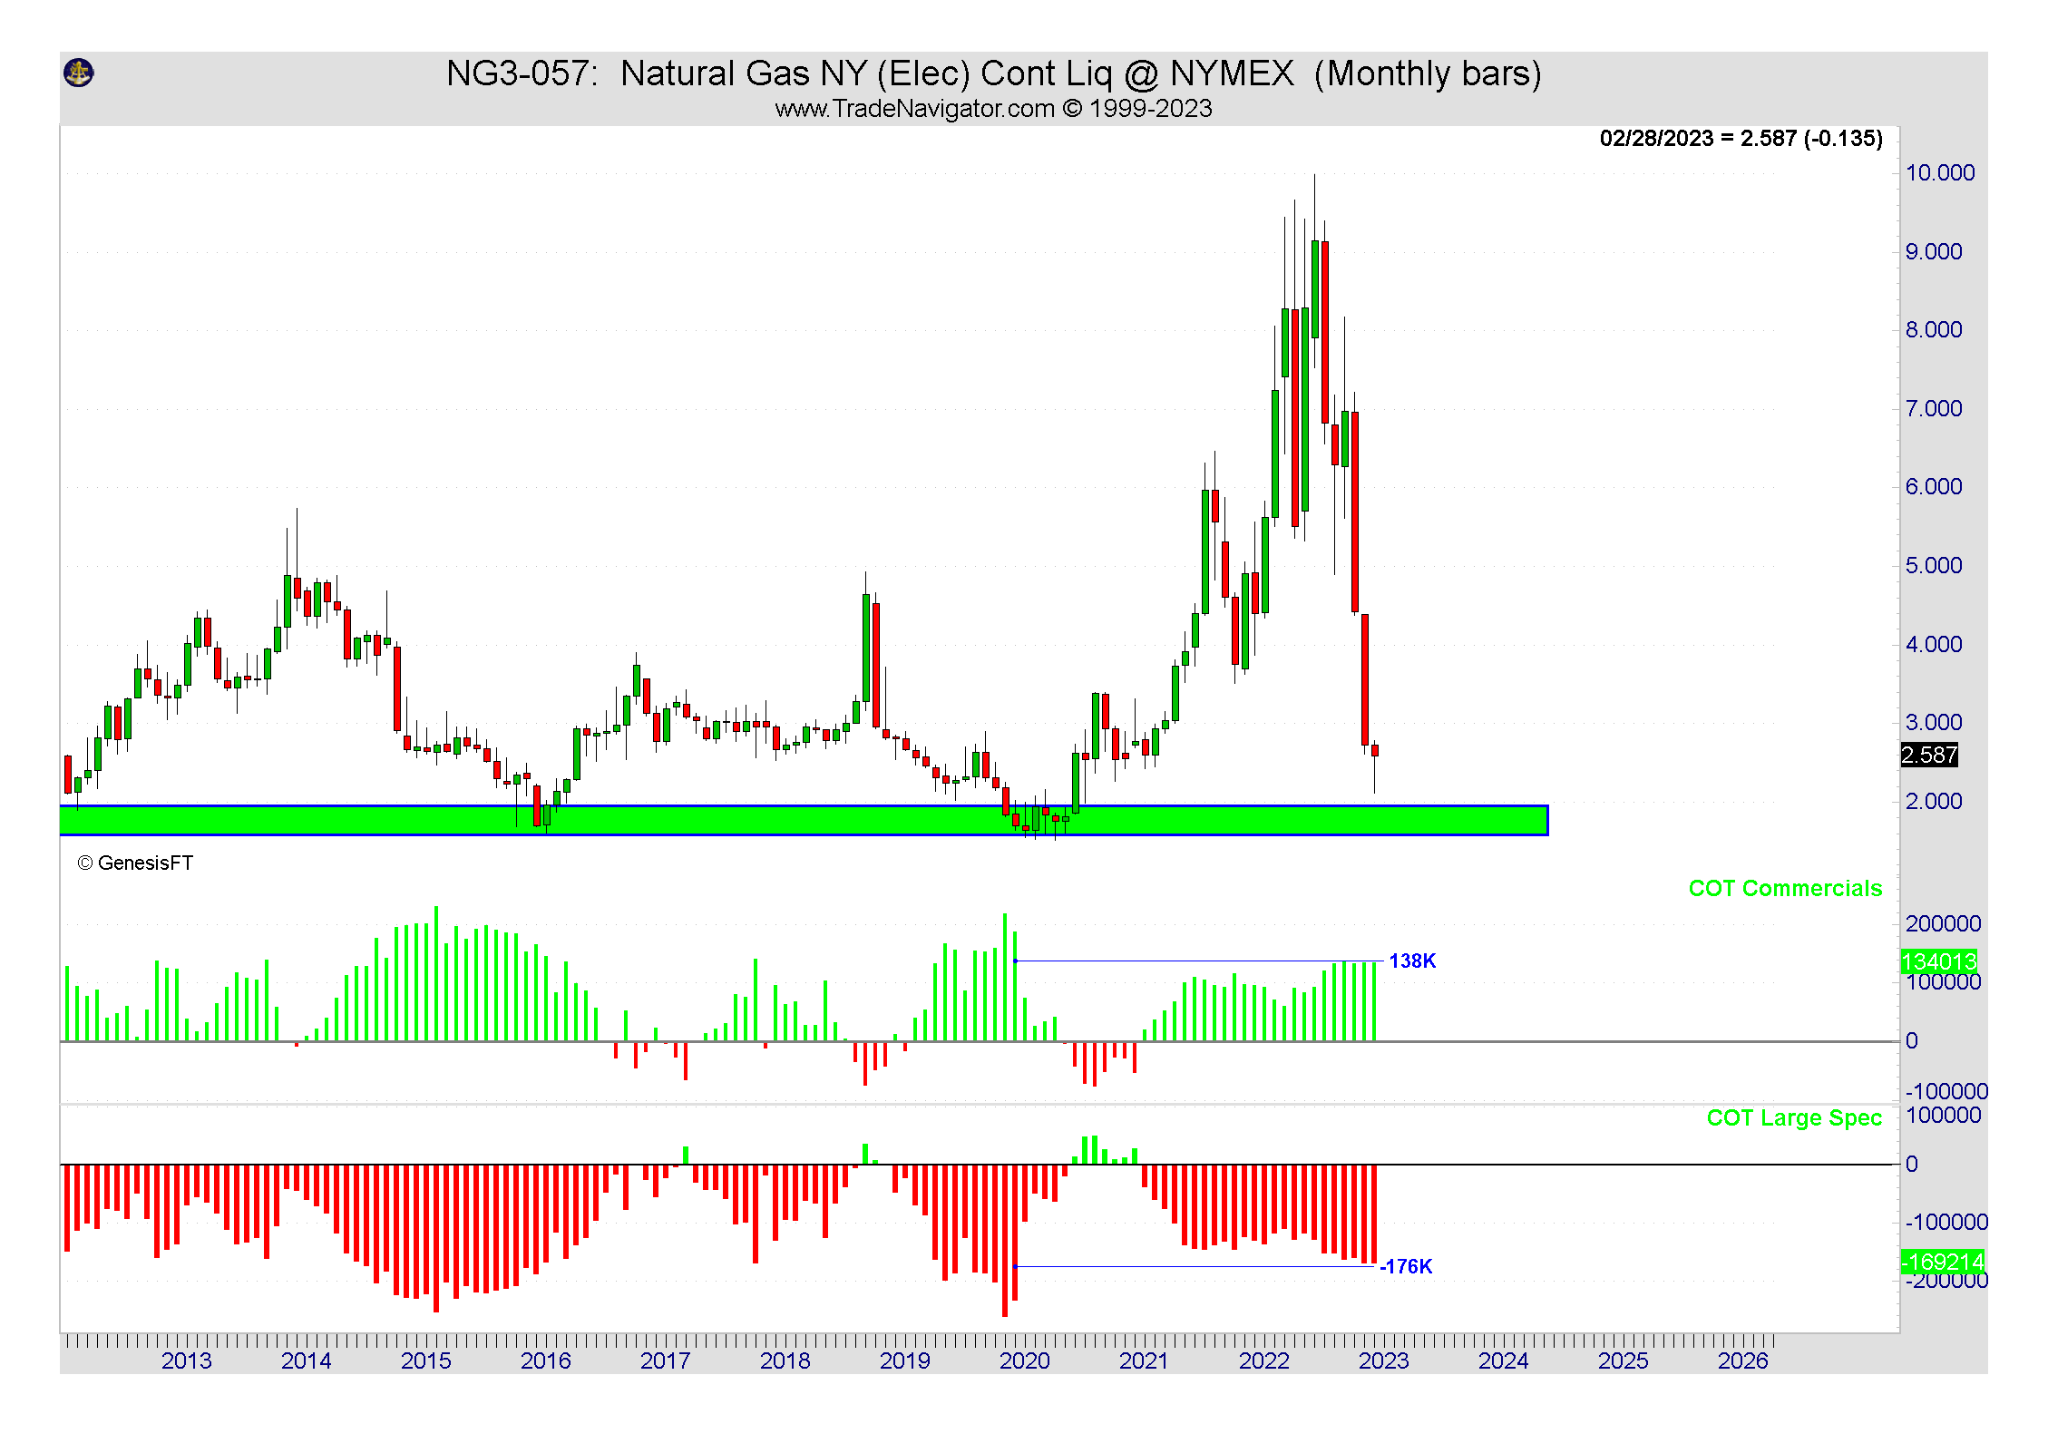 NG3-057: Natural Gas NY (Elec) Cont Liq @ NYMEX (Monthly bars)
www.TradeNavigator.com © 1999-2023
02/28/2023 = 2.587 (-0.135)
10.000
9.000
8.000
7.000
6.000
5.000
4.000
3.000
2.587
2.000
© GenesisFT
COT Commercials
200000
138K
134013
100000
0
-100000
100000
COT Large Spec
0
-100000
-169214
-176K
-200000
2013 2014 2015 2016 2017 2018 2019 2020 2021 2022 2023 2024 2025 2026